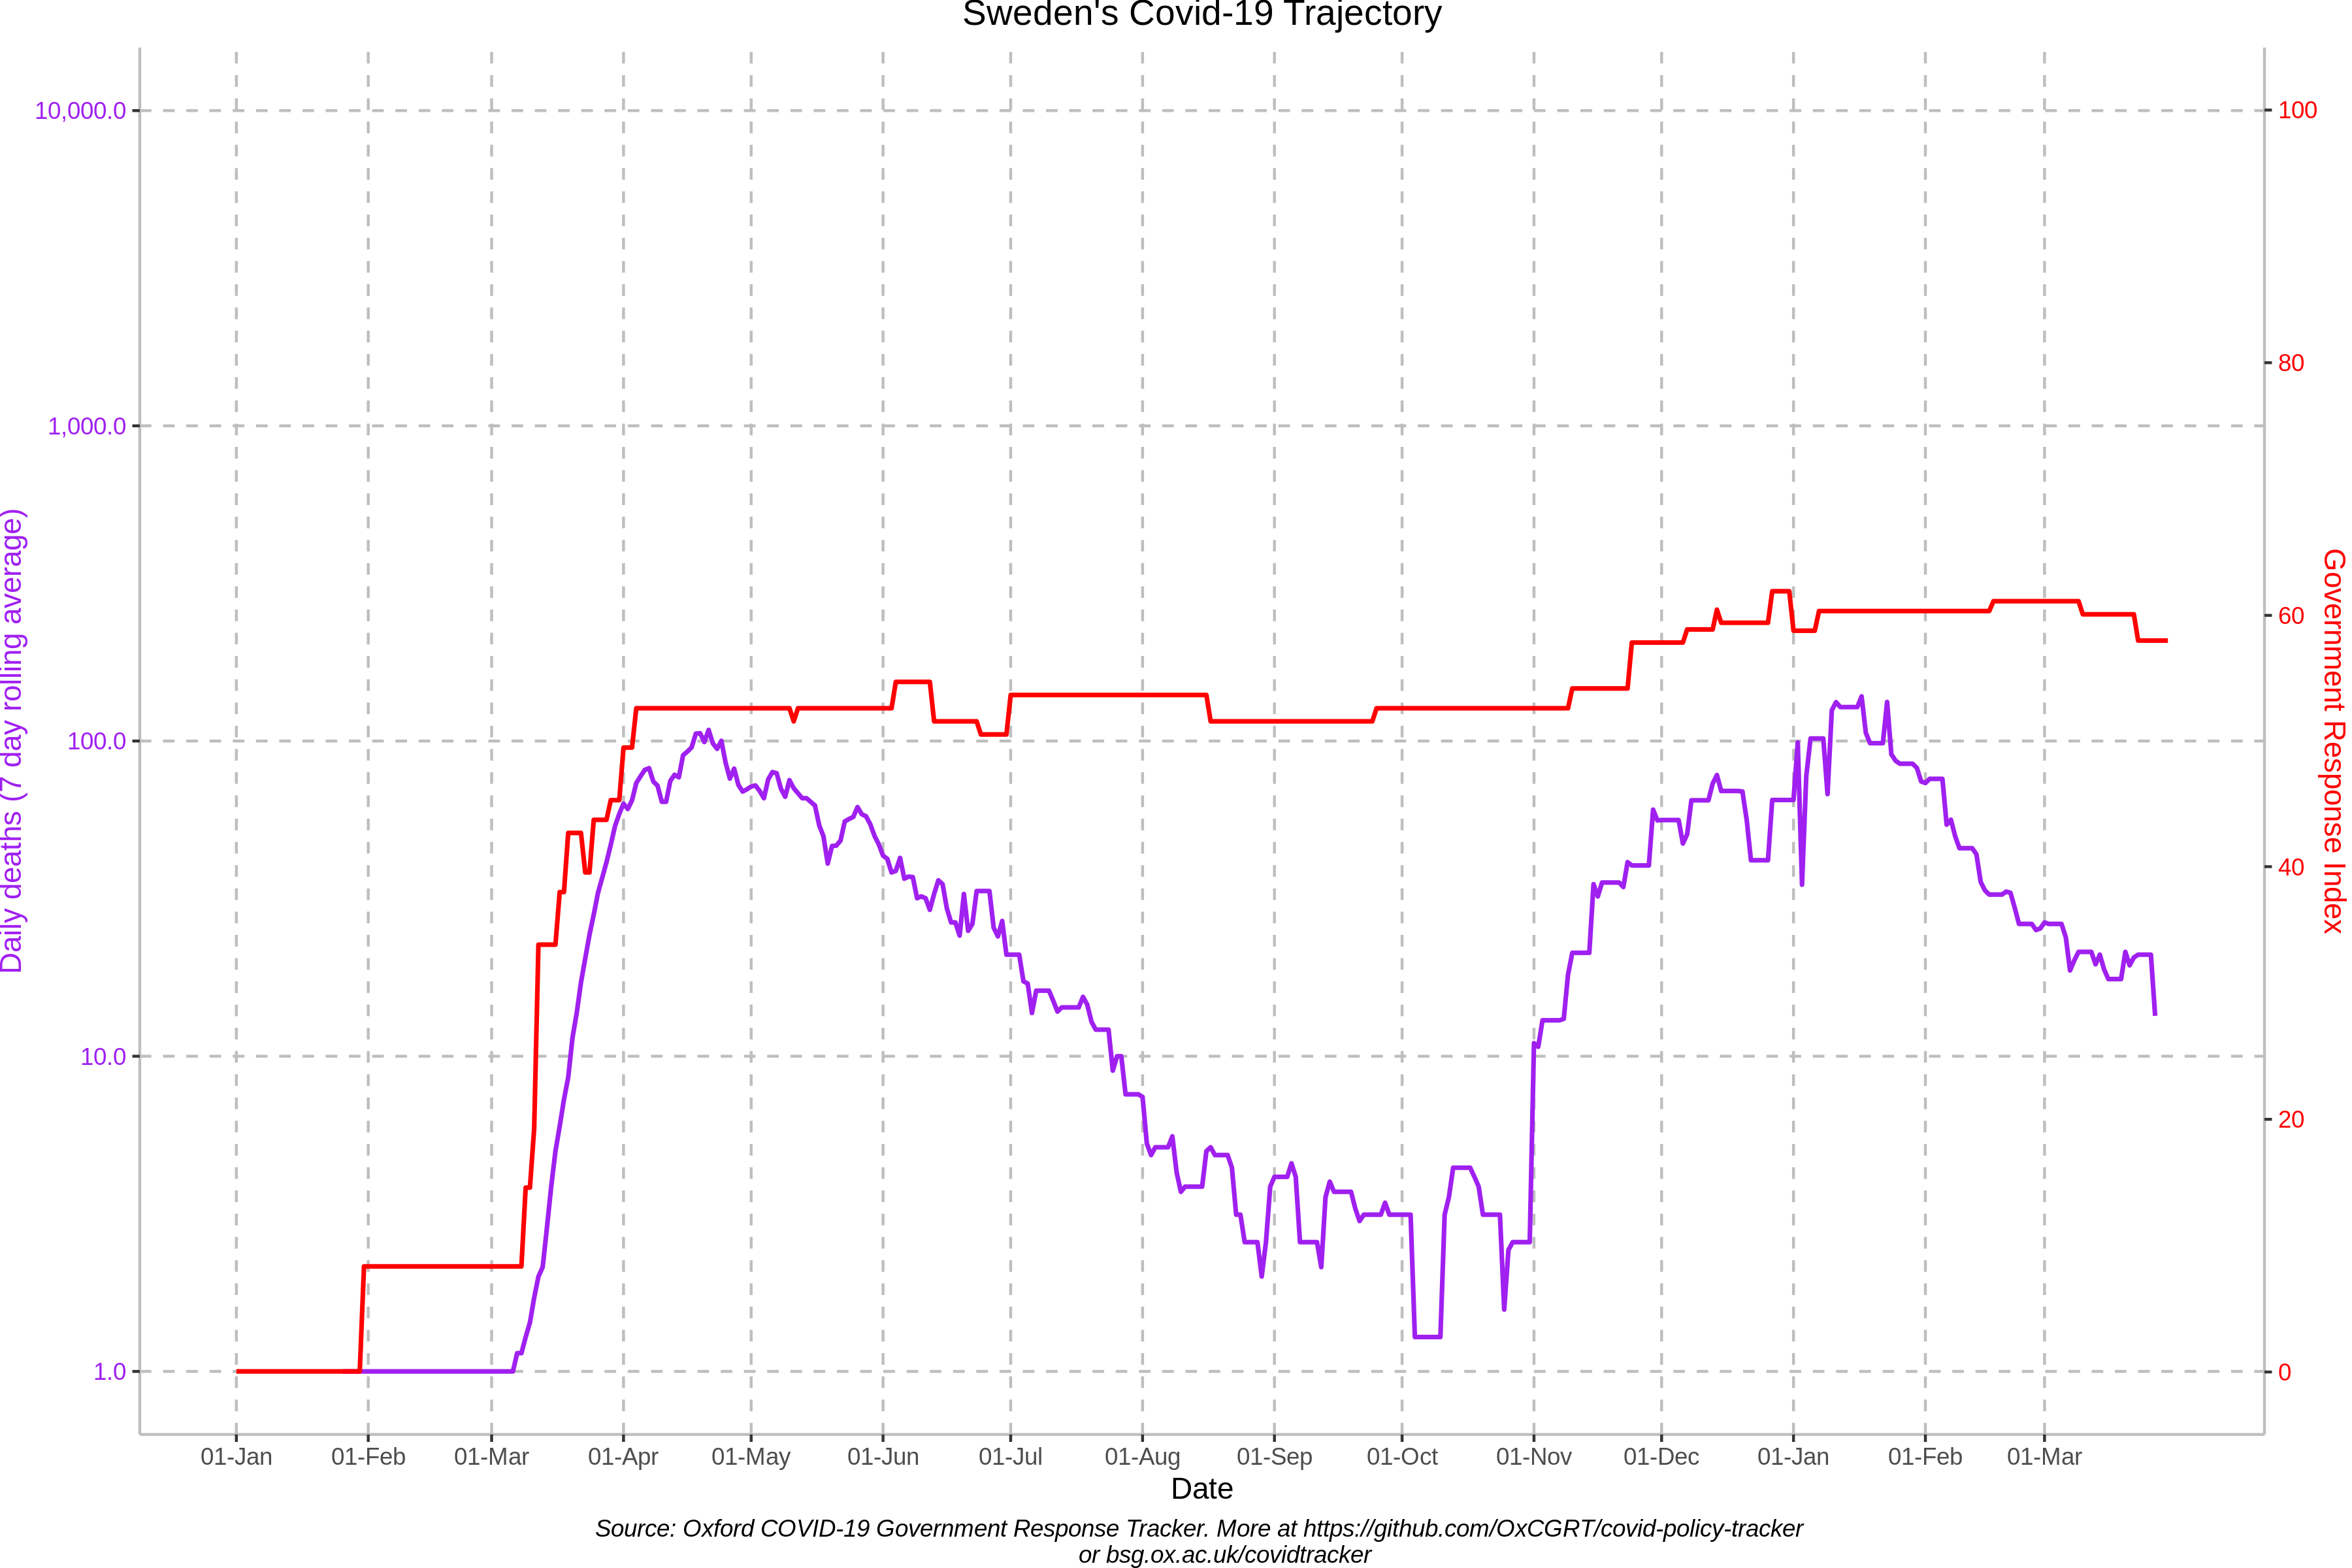 Sweden's Covid-19 Trajectory
10,000.0
1,000.0
100.0
10.0
1.0
Daily deaths (7 day rolling average)
100
80
60
40
20
0
Government Response Index
01-Jan 01-Feb 01-Mar 01-Apr 01-May 01-Jun 01-Jul 01-Aug 01-Sep 01-Oct 01-Nov 01-Dec 01-Jan 01-Feb 01-Mar
Date
Source: Oxford COVID-19 Government Response Tracker. More at https://github.com/OxCGRT/covid-policy-tracker
or bsg.ox.ac.uk/covidtracker